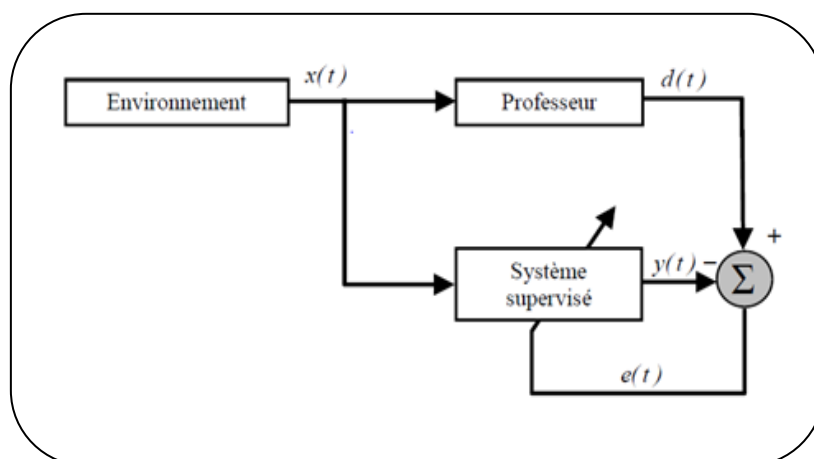 x(t)
d(t)
Environnement
Professeur
+
Système
supervisé
y(t) −
Σ
e(t)